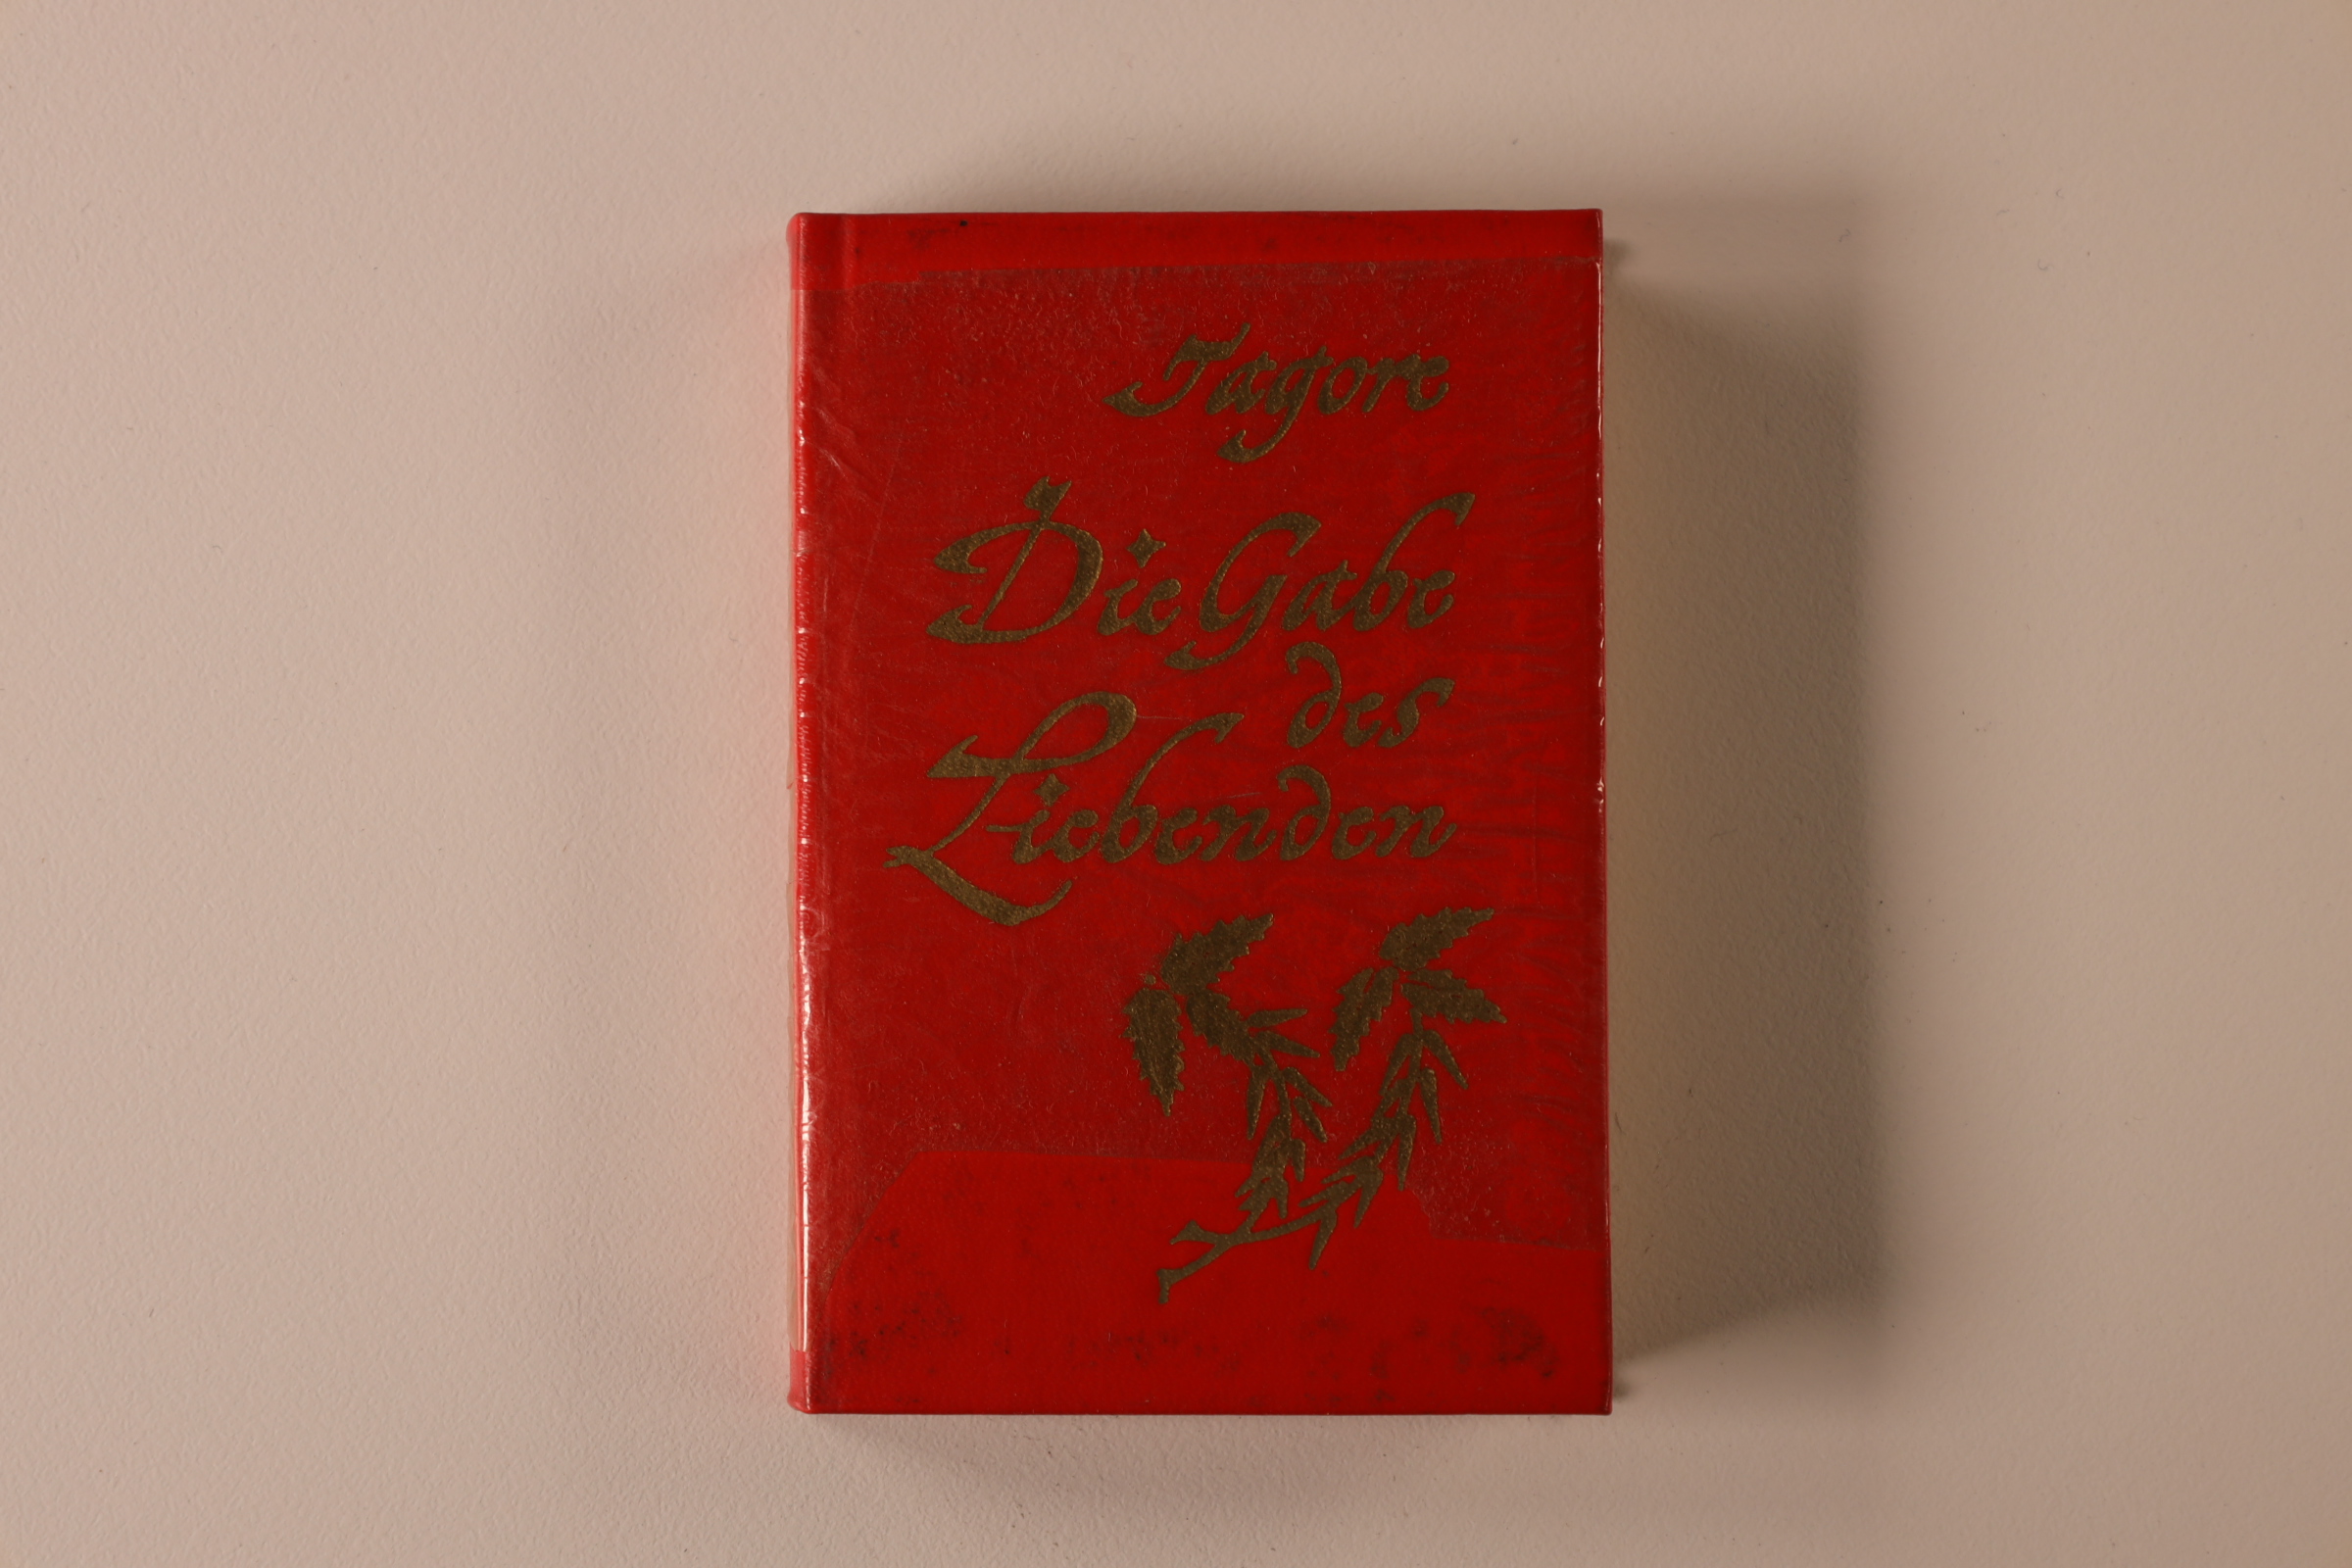 Tagore
Die Gabe
des
Liebenden